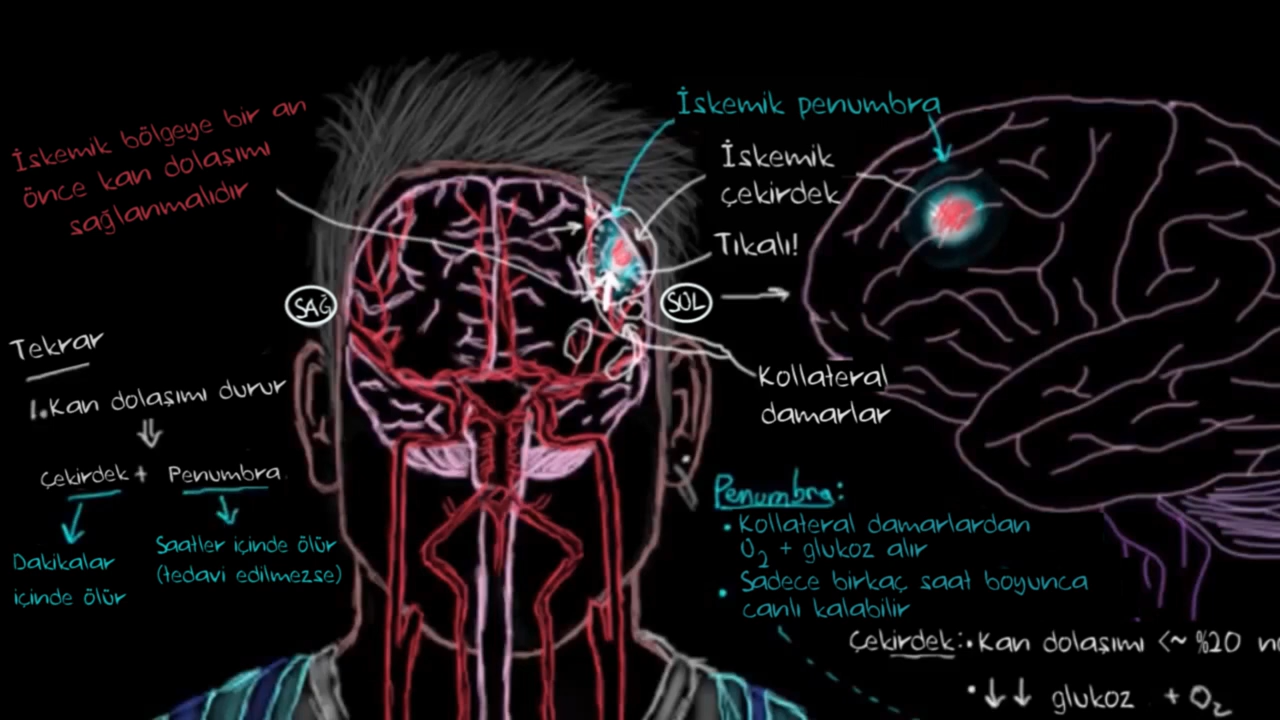 İskemik bölgeye bir an
önce kan dolaşımı
sağlanmalıdır
İskemik penumbra
İskemik
çekirdek
Tıkalı!
SAĞ
SOL
Kollateral
damarlar
Tekrar
1. Kan dolaşımı durur
Çekirdek + Penumbra
Dakikalar
içinde ölür
Saatler içinde ölür
(tedavi edilmezse)
Penumbra:
• Kollateral damarlardan
O2 + glukoz alır
• Sadece birkaç saat boyunca
canlı kalabilir
Çekirdek: • Kan dolaşımı <~ %20 no
• ↓↓ glukoz + O2